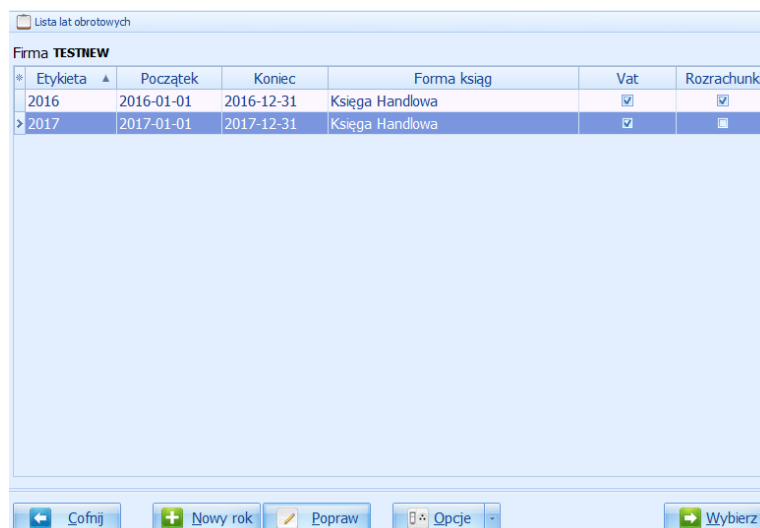 Lista lat obrotowych
Firma TESTNEW
Etykieta Początek Koniec Forma ksiąg Vat Rozrachunk
2016 2016-01-01 2016-12-31 Księga Handlowa
2017 2017-01-01 2017-12-31 Księga Handlowa
Cofnij Nowy rok Popraw Opcje Wybierz